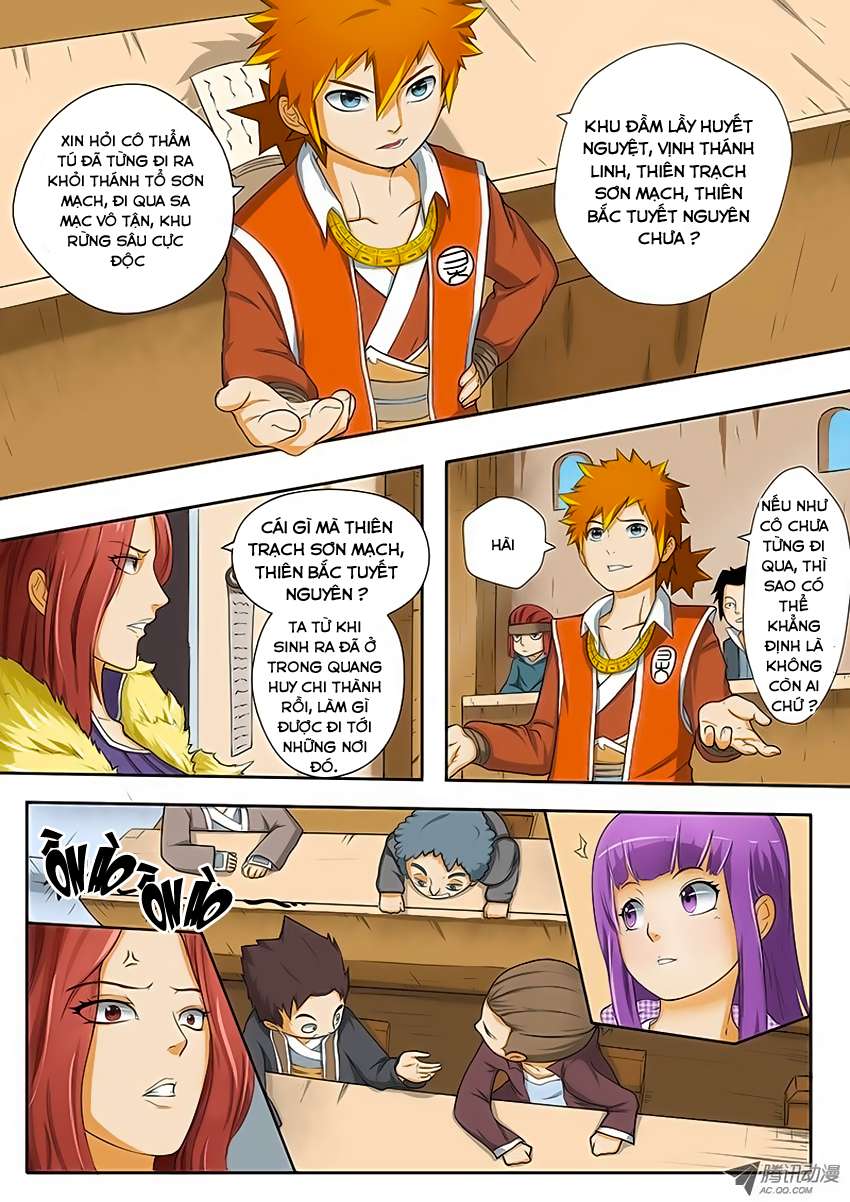 XIN HỎI CÔ THẨM
TÚ ĐÃ TỪNG ĐI RA
KHỎI THÁNH TỔ SƠN
MẠCH, ĐI QUA SA
MẠC VÔ TẬN, KHU
RỪNG SÂU CỰC
ĐỘC
KHU ĐẦM LẦY HUYẾT
NGUYỆT, VỊNH THÁNH
LINH, THIÊN TRẠCH
SƠN MẠCH, THIÊN
BẮC TUYẾT NGUYÊN
CHƯA ?
CÁI GÌ MÀ THIÊN
TRẠCH SƠN MẠCH,
THIÊN BẮC TUYẾT
NGUYÊN ?
TA TỪ KHI
SINH RA ĐÃ Ở
TRONG QUANG
HUY CHI THÀNH
RỒI, LÀM GÌ
ĐƯỢC ĐI TỚI
NHỮNG NƠI
ĐÓ.
HÀI
NẾU NHƯ
CÔ CHƯA
TỪNG ĐI
QUA, THÌ
SAO CÓ
THỂ
KHẲNG
ĐỊNH LÀ
KHÔNG
CÒN AI
CHỨ ?
ỒN ÀO
ỒN ÀO
腾讯动漫
AC.QQ.COM